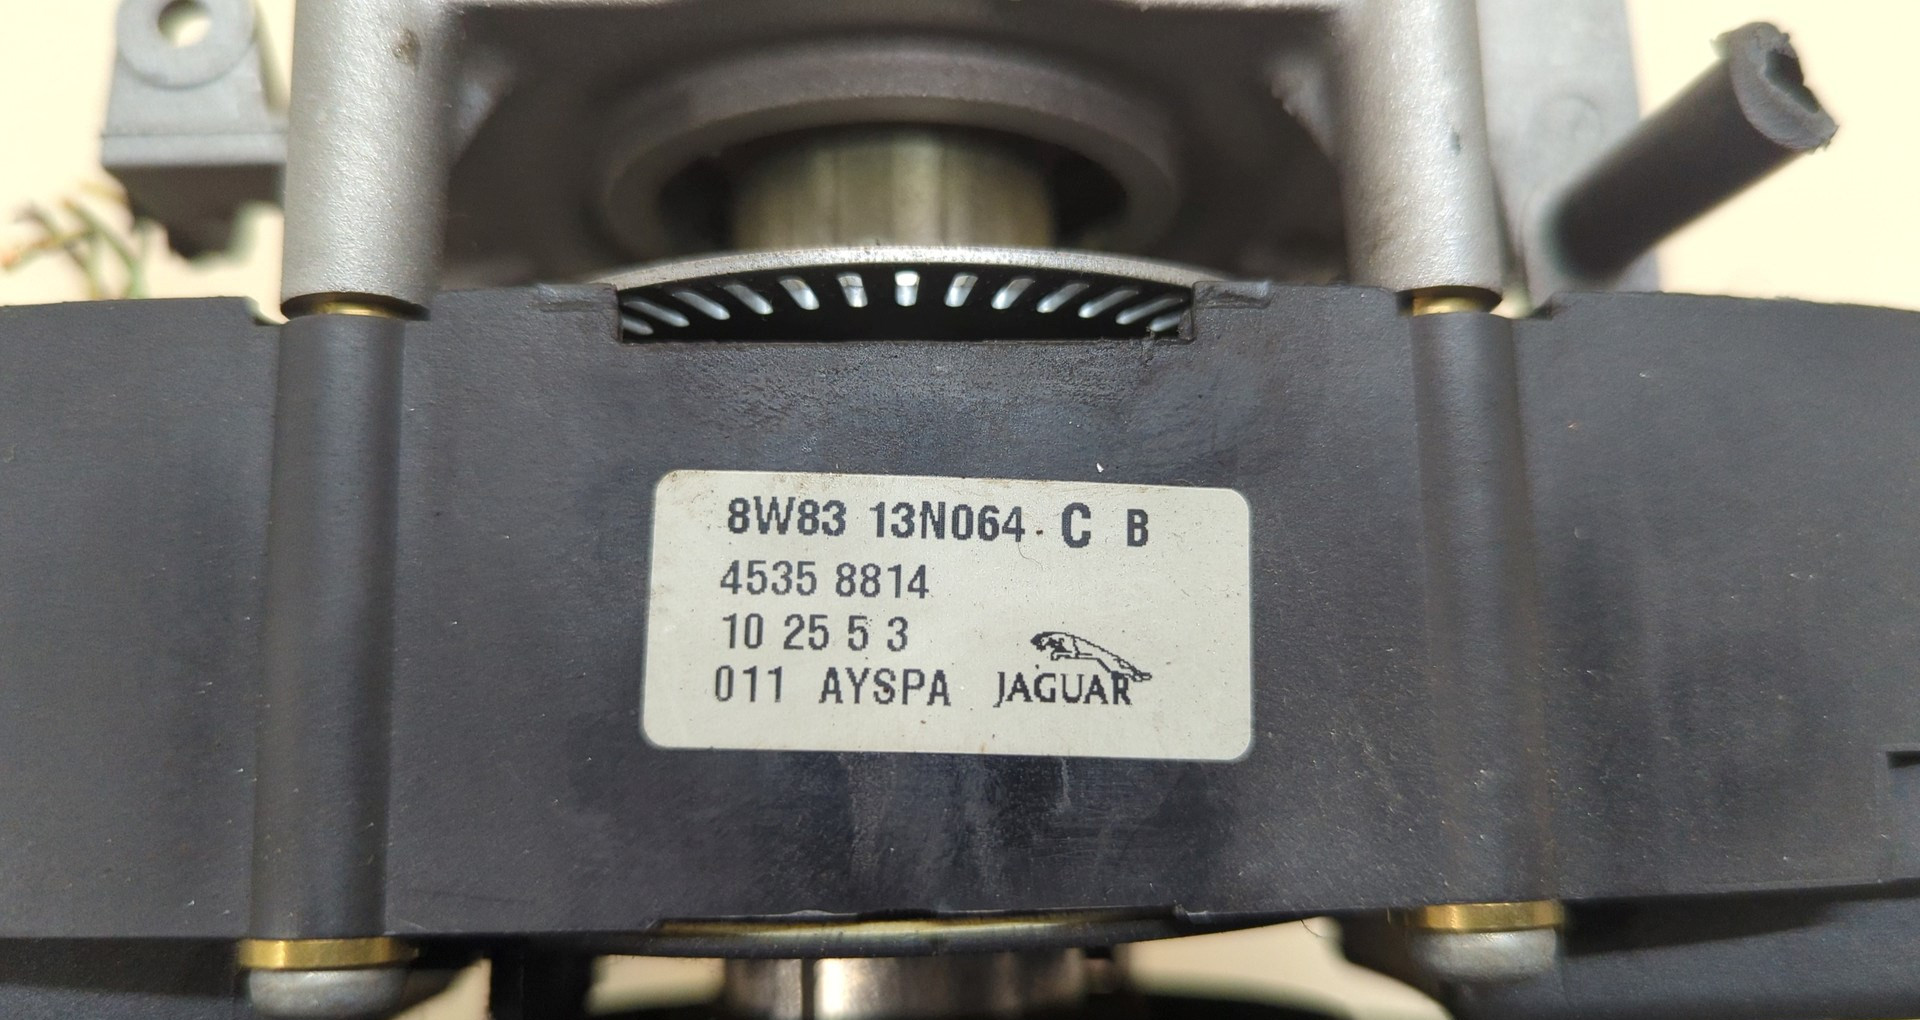 8W83 13N064 - C B
4535 8814
10 25 5 3
011 AYSPA JAGUAR